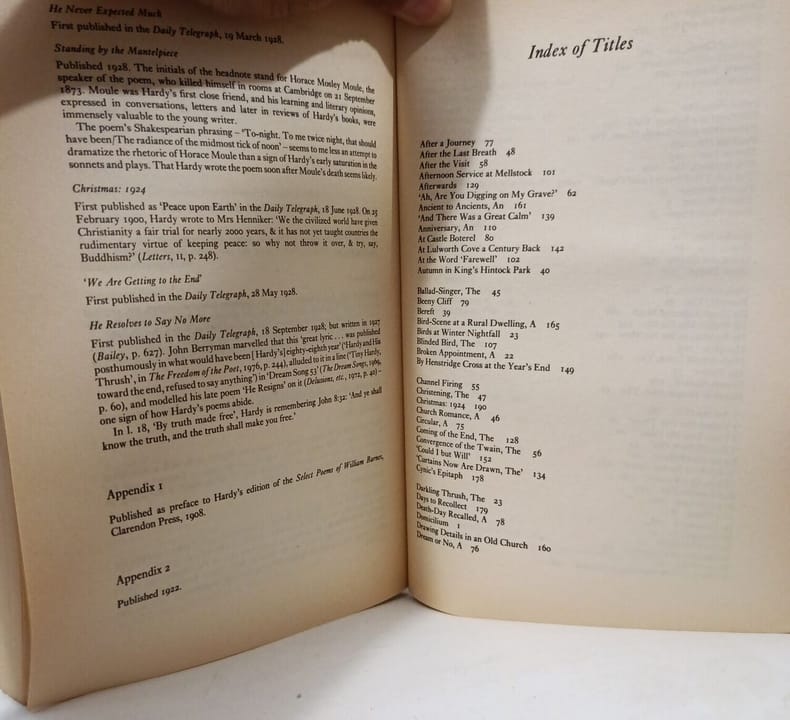 He Never Expected Much
First published in the Daily Telegraph, 19 March 1928.
Standing by the Mantelpiece
Published 1928. The initials of the headnote stand for Horace Mosley Moule, the
speaker of the poem, who killed himself in rooms at Cambridge on 21 September
1873. Moule was Hardy's first close friend, and his learning and literary opinions,
expressed in conversations, letters and later in reviews of Hardy's books, were
immensely valuable to the young writer.
The poem's Shakespearian phrasing – 'To-night. To me twice night, that should
have been/The radiance of the midmost tick of noon' – seems to me less an attempt to
dramatize the rhetoric of Horace Moule than a sign of Hardy's early saturation in the
sonnets and plays. That Hardy wrote the poem soon after Moule's death seems likely.
Christmas: 1924
First published as 'Peace upon Earth' in the Daily Telegraph, 18 June 1928. On 25
February 1900, Hardy wrote to Mrs Henniker: 'We the civilized world have given
Christianity a fair trial for nearly 2000 years, & it has not yet taught countries the
rudimentary virtue of keeping peace: so why not throw it over, & try, say,
Buddhism?' (Letters, II, p. 248).
'We Are Getting to the End'
First published in the Daily Telegraph, 28 May 1928.
He Resolves to Say No More
First published in the Daily Telegraph, 18 September 1928; but written in 1927
(Bailey, p. 627). John Berryman marvelled that this 'great lyric . . . was published
posthumously in what would have been [Hardy's] eighty-eighth year' ('Hardy and His
Thrush', in The Freedom of the Poet, 1976, p. 244), alluded to it in a line ('Tiny Hardy,
toward the end, refused to say anything') in 'Dream Song 53' (The Dream Songs, 1969,
p. 60), and modelled his late poem 'He Resigns' on it (Delusions, etc., 1972, p. 40) –
one sign of how Hardy's poems abide.
In l. 18, 'By truth made free', Hardy is remembering John 8:32: 'And ye shall
know the truth, and the truth shall make you free.'
Appendix 1
Published as preface to Hardy's edition of the Select Poems of William Barnes,
Clarendon Press, 1908.
Appendix 2
Published 1922.
Index of Titles
After a Journey 77
After the Last Breath 48
After the Visit 58
Afternoon Service at Mellstock 101
Afterwards 129
'Ah, Are You Digging on My Grave?' 62
Ancient to Ancients, An 161
'And There Was a Great Calm' 139
Anniversary, An 110
At Castle Boterel 80
At Lulworth Cove a Century Back 142
At the Word 'Farewell' 102
Autumn in King's Hintock Park 40
Ballad-Singer, The 45
Beeny Cliff 79
Bereft 39
Bird-Scene at a Rural Dwelling, A 165
Birds at Winter Nightfall 23
Blinded Bird, The 107
Broken Appointment, A 22
By Henstridge Cross at the Year's End 149
Channel Firing 55
Christening, The 47
Christmas: 1924 190
Church Romance, A 46
Circular, A 75
Coming of the End, The 128
Convergence of the Twain, The 56
'Could I but Will' 152
'Curtains Now Are Drawn, The' 134
Cynic's Epitaph 178
Darkling Thrush, The 23
Days to Recollect 179
Death-Day Recalled, A 78
Domicilium 1
Drawing Details in an Old Church 160
Dream or No, A 76